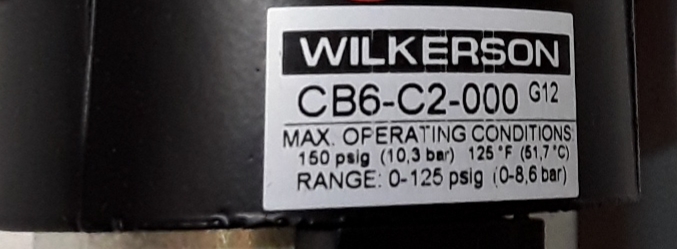 WILKERSON
CB6-C2-000 G12
MAX. OPERATING CONDITIONS
150 psig (10,3 bar) 125 °F (51,7 °C)
RANGE: 0-125 psig (0-8,6 bar)